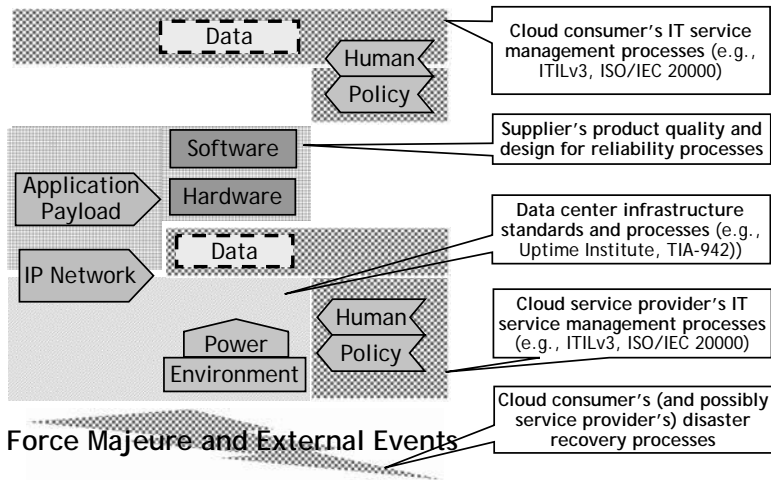 Data
Human
Policy
Cloud consumer's IT service
management processes (e.g.,
ITILv3, ISO/IEC 20000)
Software
Hardware
Application
Payload
Supplier's product quality and
design for reliability processes
IP Network
Data
Data center infrastructure
standards and processes (e.g.,
Uptime Institute, TIA-942))
Human
Policy
Power
Environment
Cloud service provider's IT
service management processes
(e.g., ITILv3, ISO/IEC 20000)
Force Majeure and External Events
Cloud consumer's (and possibly
service provider's) disaster
recovery processes